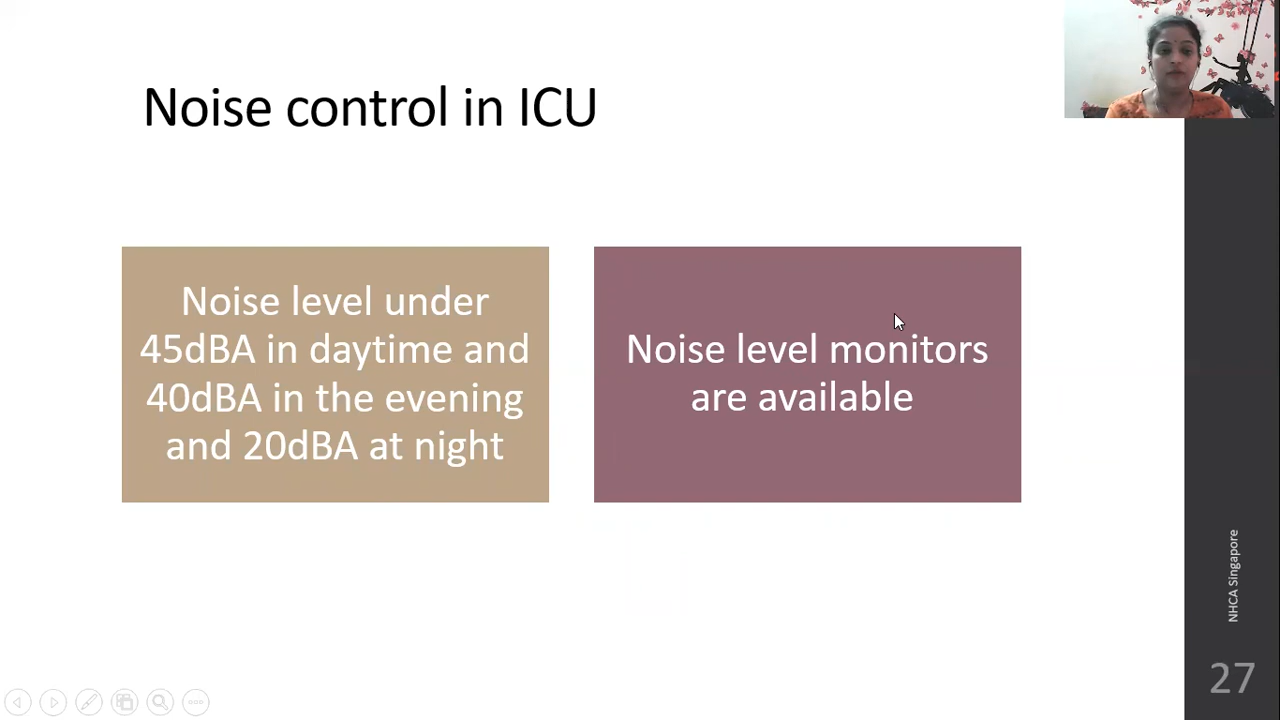 Noise control in ICU
Noise level under
45dBA in daytime and
40dBA in the evening
and 20dBA at night
Noise level monitors
are available
NHCA Singapore
27